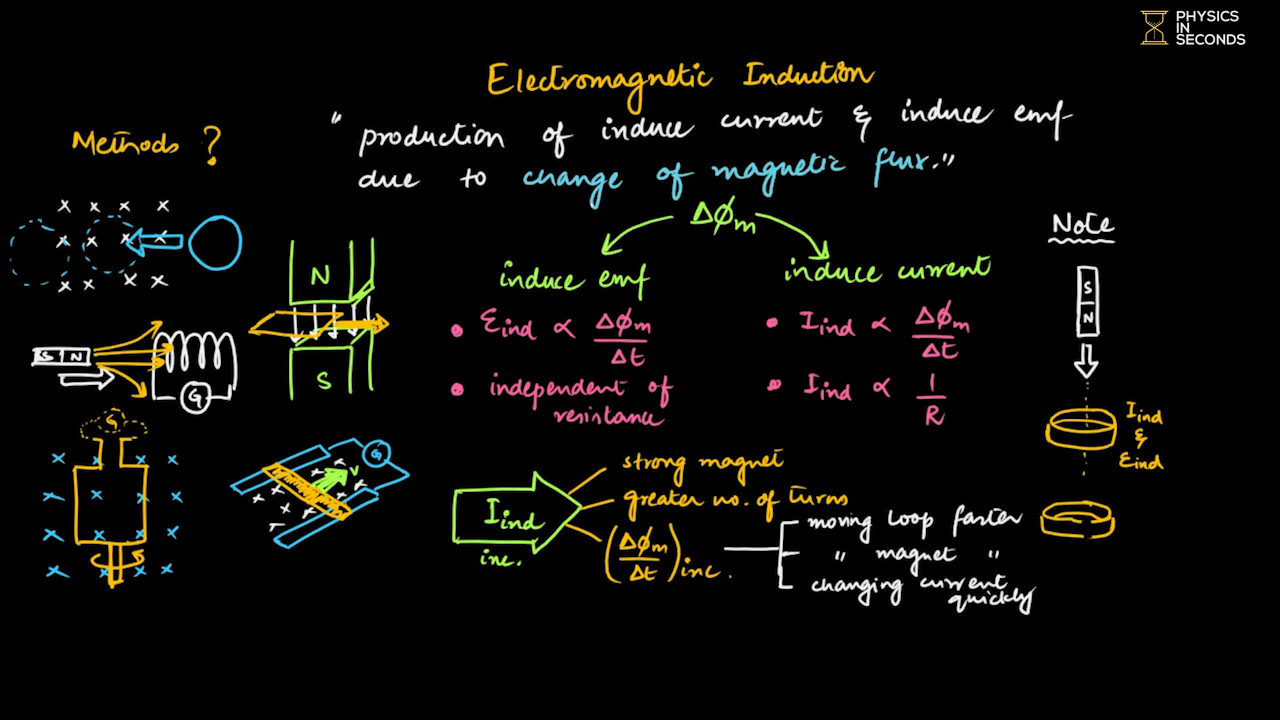 PHYSICS
IN
SECONDS
Electromagnetic Induction
" production of induce current & induce emf
due to change of magnetic flux."
Δϕm
Methods ?
N
S
S N
G
G
G
v
induce emf
• Ɛind ∝ Δϕm/Δt
• independent of
resistance
induce current
• Iind ∝ Δϕm/Δt
• Iind ∝ 1/R
Iind
inc.
strong magnet
greater no. of turns
(Δϕm/Δt) inc.
moving loop faster
" magnet "
changing current
quickly
Note
S
N
Iind
&
Ɛind